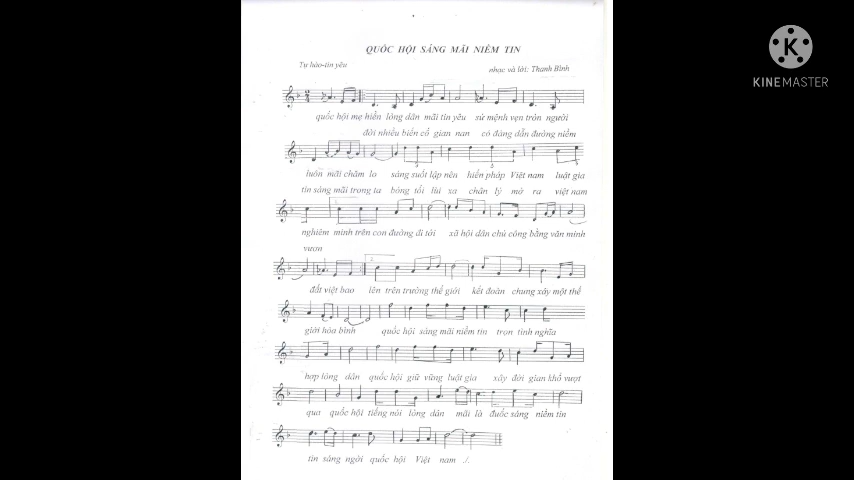 QUỐC HỘI SÁNG MÃI NIỀM TIN
Tự hào-tin yêu
nhạc và lời: Thanh Bình
quốc hội mẹ hiền lòng dân mãi tin yêu sứ mệnh vẹn tròn người
đời nhiều biến cố gian nan có đảng dẫn đường niềm
luôn mãi chăm lo sáng suốt lập nên hiến pháp Việt nam luật gia
tin sáng mãi trong ta bóng tối lùi xa chân lý mở ra việt nam
nghiêm minh trên con đường đi tới xã hội dân chủ công bằng văn minh
vươn
đất việt bao lên trên trường thế giới kết đoàn chung xây một thế
giới hòa bình quốc hội sáng mãi niềm tin trọn tình nghĩa
hợp lòng dân quốc hội giữ vững luật gia xây đời gian khổ vượt
qua quốc hội tiếng nói lòng dân mãi là đuốc sáng niềm tin
tin sáng ngời quốc hội Việt nam ./.
K
KINEMASTER